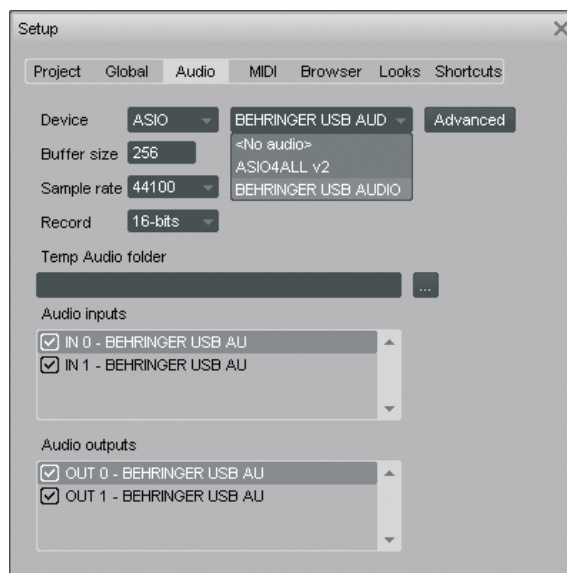 Setup
Project Global Audio MIDI Browser Looks Shortcuts
Device ASIO BEHRINGER USB AUD Advanced
<No audio>
Buffer size 256
ASIO4ALL v2
Sample rate 44100
BEHRINGER USB AUDIO
Record 16-bits
Temp Audio folder
...
Audio inputs
IN 0 - BEHRINGER USB AU
IN 1 - BEHRINGER USB AU
Audio outputs
OUT 0 - BEHRINGER USB AU
OUT 1 - BEHRINGER USB AU